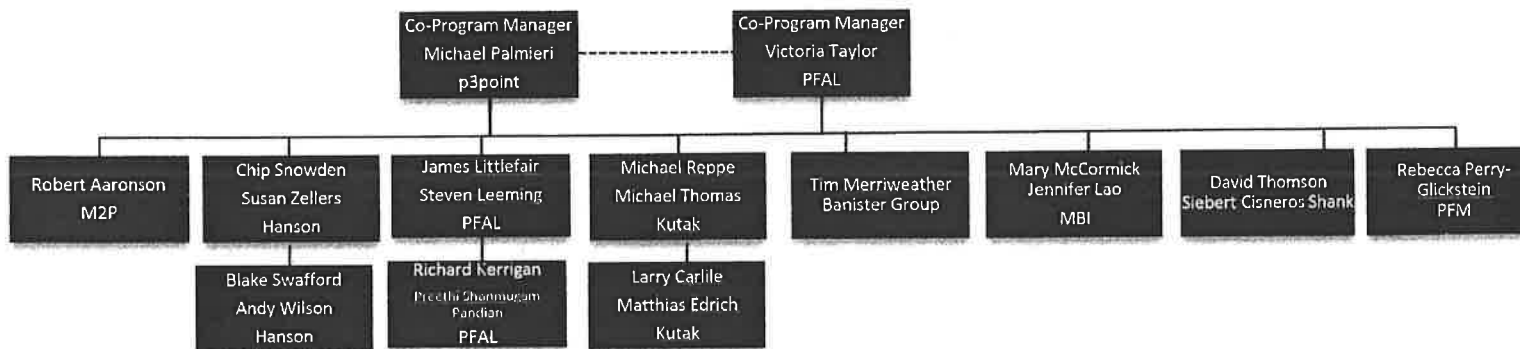 Co-Program Manager
Michael Palmieri
p3point
Co-Program Manager
Victoria Taylor
PFAL
Robert Aaronson
M2P
Chip Snowden
Susan Zellers
Hanson
James Littlefair
Steven Leeming
PFAL
Michael Reppe
Michael Thomas
Kutak
Tim Merriweather
Banister Group
Mary McCormick
Jennifer Lao
MBI
David Thomson
Siebert Cisneros Shank
Rebecca Perry-
Glickstein
PFM
Blake Swafford
Andy Wilson
Hanson
Richard Kerrigan
Preethi Shanmugam
Pandian
PFAL
Larry Carlile
Matthias Edrich
Kutak